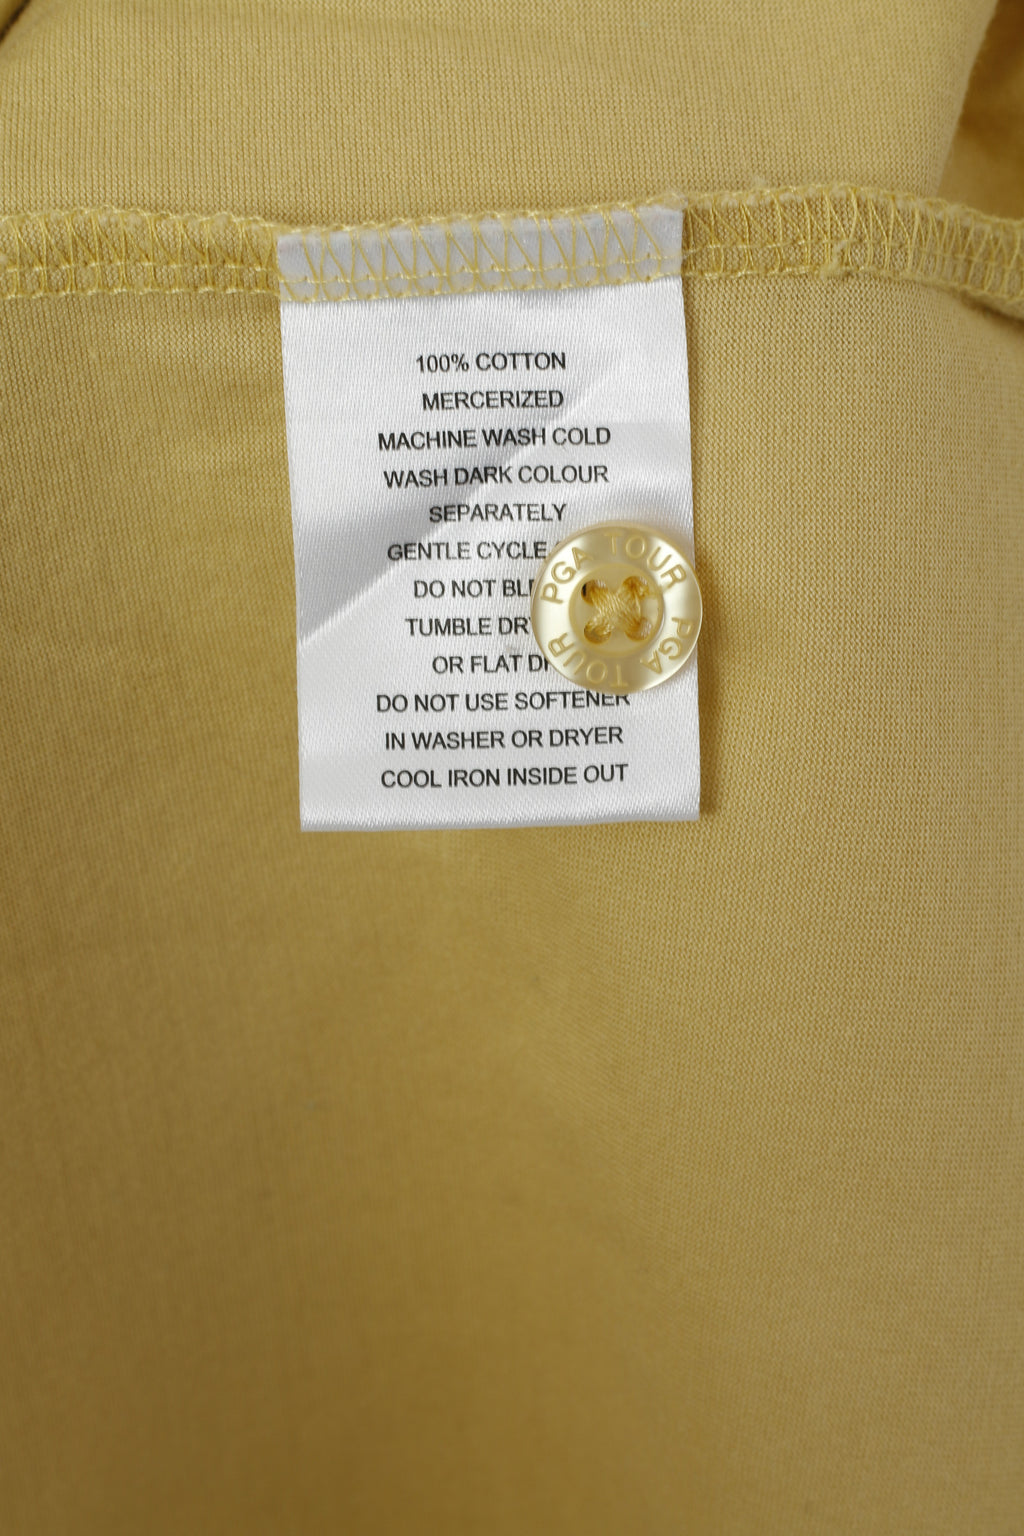 100% COTTON
MERCERIZED
MACHINE WASH COLD
WASH DARK COLOUR
SEPARATELY
GENTLE CYCLE
DO NOT
TUMBLE
OR FLAT
DO NOT USE SOFTENER
IN WASHER OR DRYER
COOL IRON INSIDE OUT
PGA TOUR
PGA TOUR